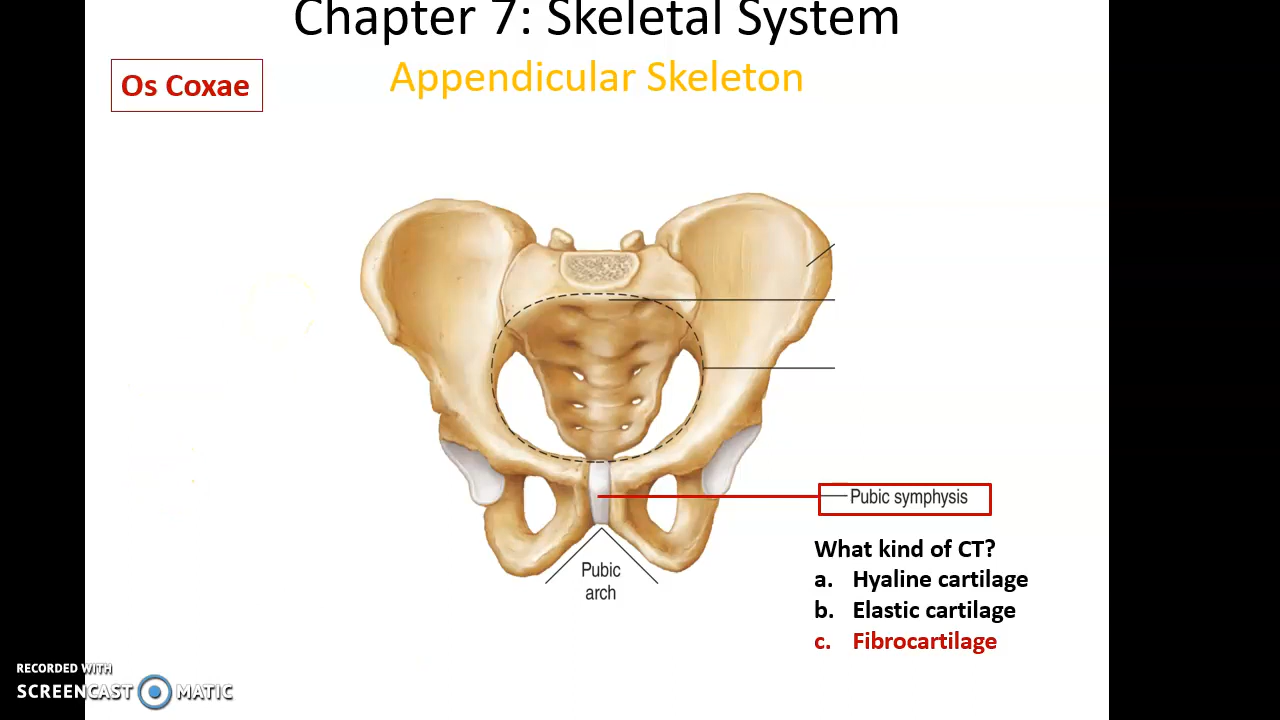 Chapter 7: Skeletal System
Appendicular Skeleton
Os Coxae
Pubic symphysis
What kind of CT?
a. Hyaline cartilage
b. Elastic cartilage
c. Fibrocartilage
Pubic
arch
RECORDED WITH
SCREENCAST MATIC